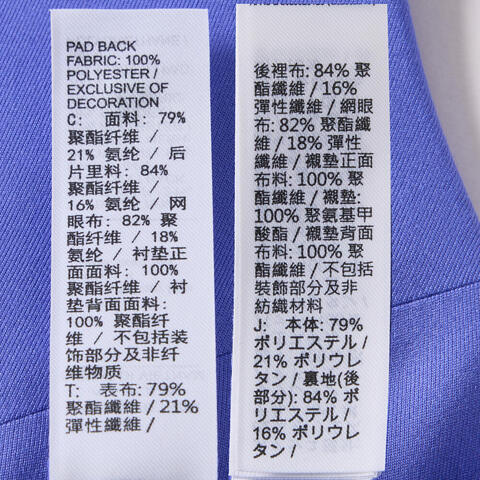 PAD BACK
FABRIC: 100%
POLYESTER /
EXCLUSIVE OF
DECORATION
C: 面料: 79%
聚酯纤维 /
21% 氨纶 / 后
片里料: 84%
聚酯纤维 /
16% 氨纶 / 网
眼布: 82% 聚
酯纤维 / 18%
氨纶 / 衬垫正
面面料: 100%
聚酯纤维 / 衬
垫背面面料:
100% 聚酯纤
维 / 不包括装
饰部分及非纤
维物质
T: 表布: 79%
聚酯纖維 / 21%
彈性纖維 /
後裡布: 84% 聚
酯纖維 / 16%
彈性纖維 / 網眼
布: 82% 聚酯纖
維 / 18% 彈性
纖維 / 襯墊正面
布料: 100% 聚
酯纖維 / 襯墊:
100% 聚氨基甲
酸酯 / 襯墊背面
布料: 100% 聚
酯纖維 / 不包括
裝飾部分及非
紡織材料
J: 本体: 79%
ポリエステル /
21% ポリウレ
タン / 裏地(後
部分): 84% ポ
リエステル /
16% ポリウレ
タン /